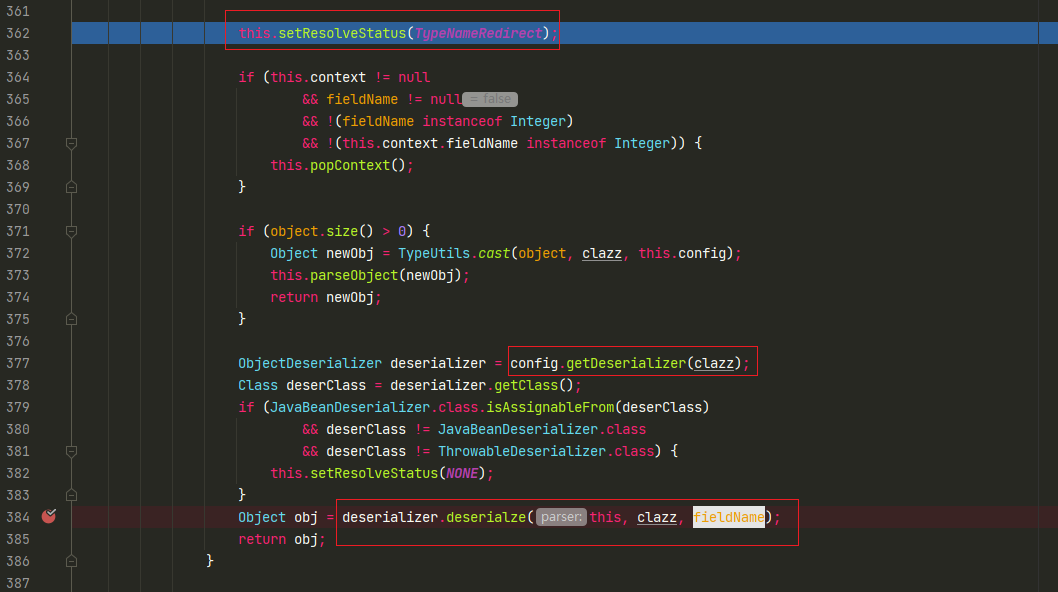 361
362 this.setResolveStatus(TypeNameRedirect);
363
364 if (this.context != null
365 && fieldName != null = false
366 && !(fieldName instanceof Integer)
367 && !(this.context.fieldName instanceof Integer)) {
368 this.popContext();
369 }
370
371 if (object.size() > 0) {
372 Object newObj = TypeUtils.cast(object, clazz, this.config);
373 this.parseObject(newObj);
374 return newObj;
375 }
376
377 ObjectDeserializer deserializer = config.getDeserializer(clazz);
378 Class deserClass = deserializer.getClass();
379 if (JavaBeanDeserializer.class.isAssignableFrom(deserClass)
380 && deserClass != JavaBeanDeserializer.class
381 && deserClass != ThrowableDeserializer.class) {
382 this.setResolveStatus(NONE);
383 }
384 Object obj = deserializer.deserialze( parser: this, clazz, fieldName);
385 return obj;
386 }
387